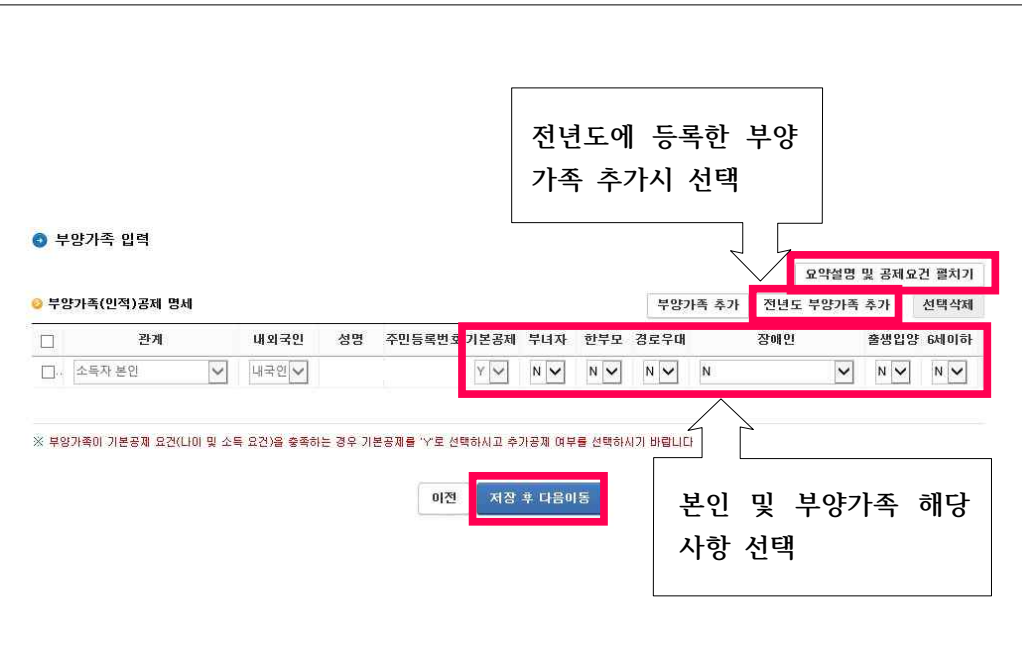 전년도에 등록한 부양
가족 추가시 선택
부양가족 입력
요약설명 및 공제요건 펼치기
부양가족(인적)공제 명세
부양가족 추가 전년도 부양가족 추가 선택삭제
관계 내외국인 성명 주민등록번호 기본공제 부녀자 한부모 경로우대 장애인 출생입양 6세이하
소득자 본인 내국인 Y N N N N N N
※ 부양가족이 기본공제 요건(나이 및 소득 요건)을 충족하는 경우 기본공제를 'Y'로 선택하시고 추가공제 여부를 선택하시기 바랍니다
이전 저장 후 다음이동
본인 및 부양가족 해당
사항 선택